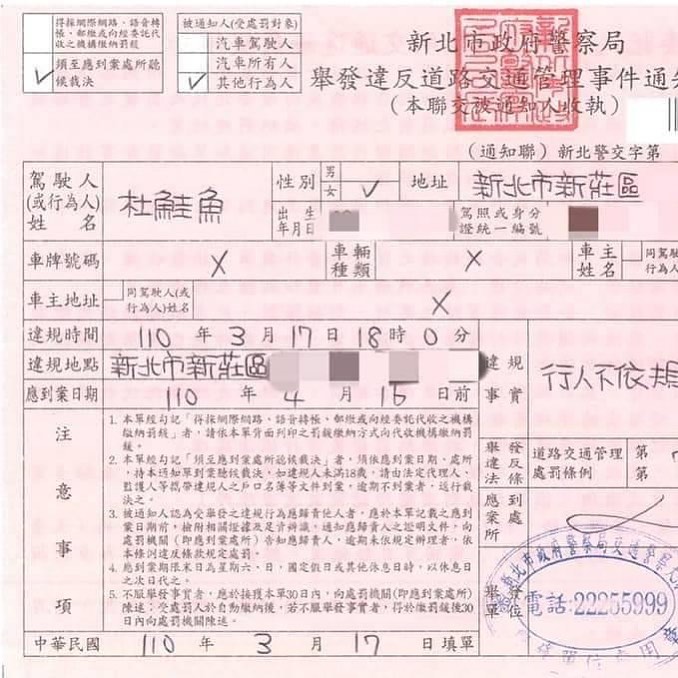 得採網際網路、語音轉
帳、郵繳或向經委託代
收之機構繳納罰鍰
須至應到案處所聽
候裁決
被通知人(受處罰對象)
汽車駕駛人
汽車所有人
其他行為人
新北市政府警察局
舉發違反道路交通管理事件通知
(本聯交被通知人收執)
(通知聯) 新北警交字第
駕駛人
(或行為人)
姓名
杜鮭魚
性別
男
女
地址
新北市新莊區
出生
年月日
駕照或身分
證統一編號
車牌號碼
X
車輛
種類
X
車主
姓名
同駕駛人
行為人)
車主地址
同駕駛人(或
行為人)姓名
X
違規時間
110年3月17日18時0分
違規地點
新北市新莊區
違規
事實
行人不依規
應到案日期
110年4月16日前
注意事項
1. 本單經勾記「得採網際網路、語音轉帳、郵繳或向經委託代收之機構
繳納罰鍰」者,請依本單背面列印之罰鍰繳納方式向代收機構繳納罰
鍰。
2. 本單經勾記「須至應到案處所聽候裁決」者,須依應到案日期、處所,
持本通知單到案聽候裁決,如違規人未滿18歲,請由法定代理人、
監護人等攜帶違規人之戶口名簿等文件到案,逾期不到案者,逕行裁
決之。
3. 被通知人認為受舉發之違規行為應歸責他人者,應於本單記載之應到
案日期前,檢附相關證據及足資辨識、通知應歸責人之證明文件,向
處罰機關(即應到案處所)告知應歸責人,逾期未依規定辦理者,依
本條例違反條款規定處罰。
4. 應到案期限末日為星期六、日、國定假日或其他休息日時,以休息日
之次日代之。
5. 不服舉發事實者,應於接獲本單30日內,向處罰機關(即應到案處所)
陳述;受處罰人於自動繳納後,若不服舉發事實,得於繳罰鍰後30
日內向處罰機關陳述。
舉發
違反
法條
道路交通管理
處罰條例
第
第
應到
案處
所
舉發
單位
新北市政府警察局交通警察大
電話:22255999
中華民國 110年3月17日填單